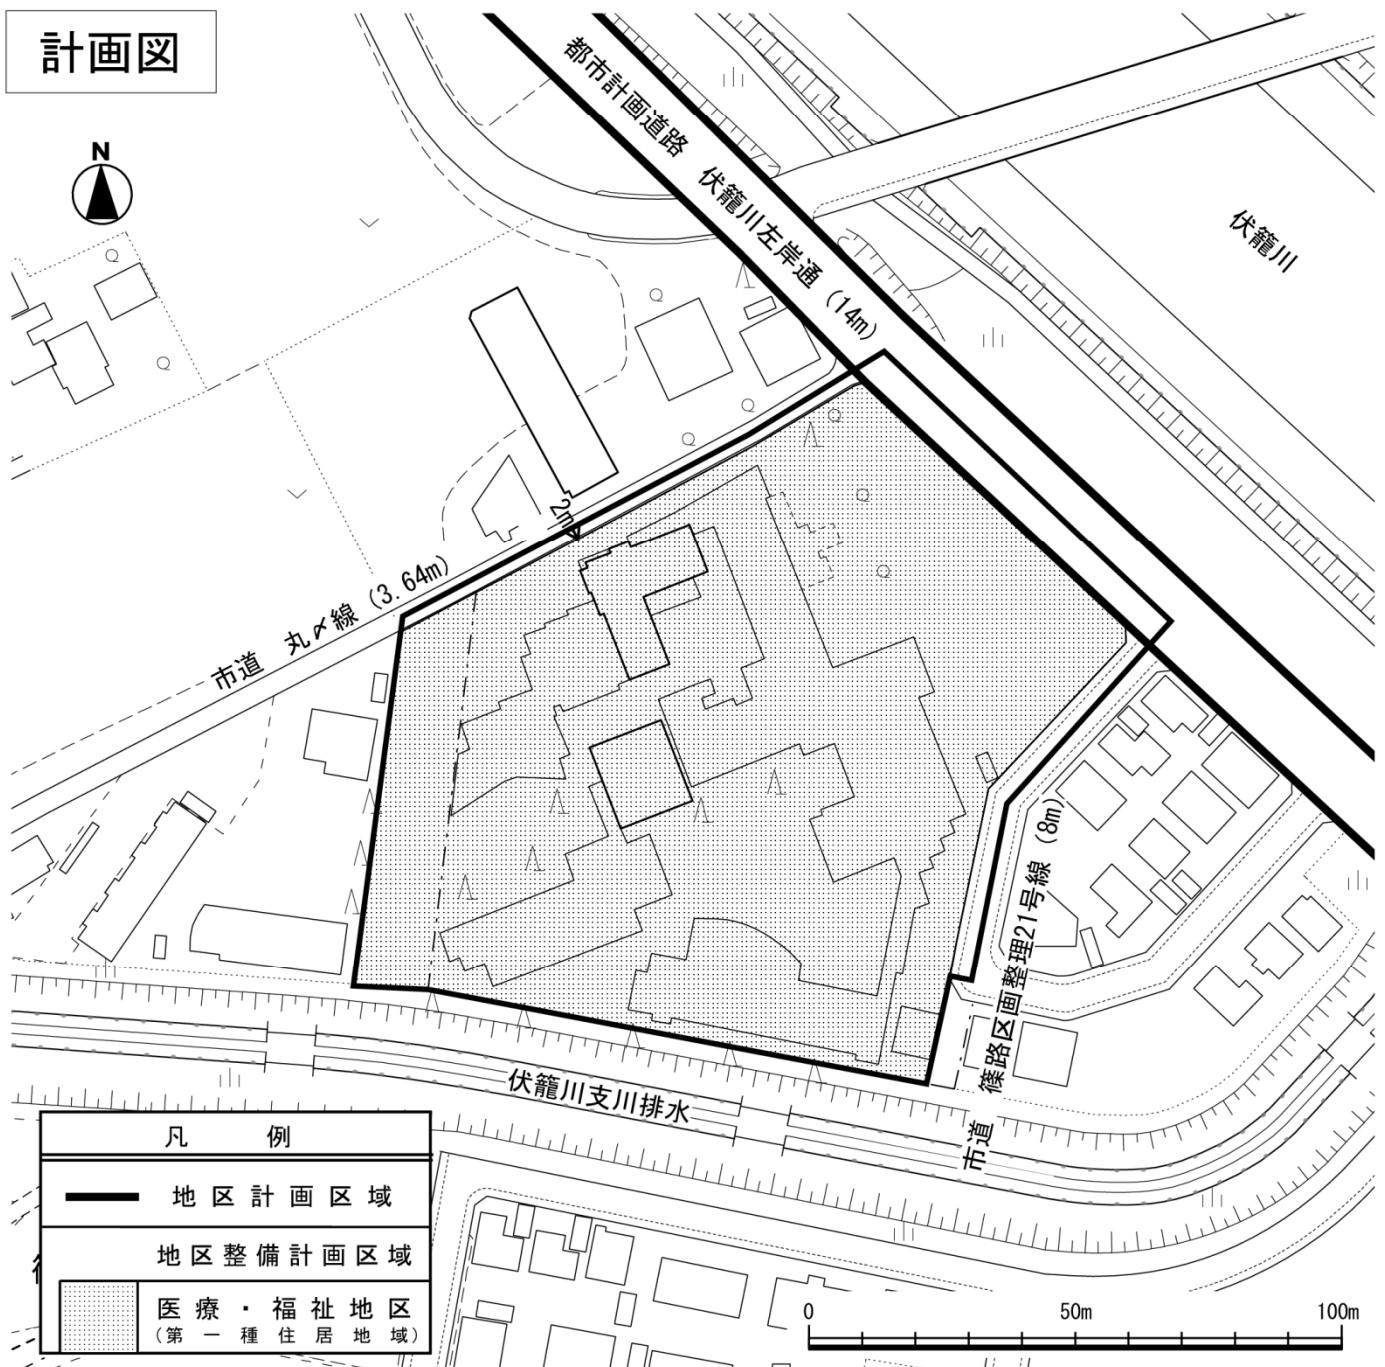 計画図
N
都市計画道路 伏籠川左岸通 (14m)
伏籠川
2m
市道 丸〆線 (3.64m)
市道 篠路区画整理21号線 (8m)
伏籠川支川排水
凡 例
地区計画区域
地区整備計画区域
医療・福祉地区
(第一種住居地域)
0 50m 100m